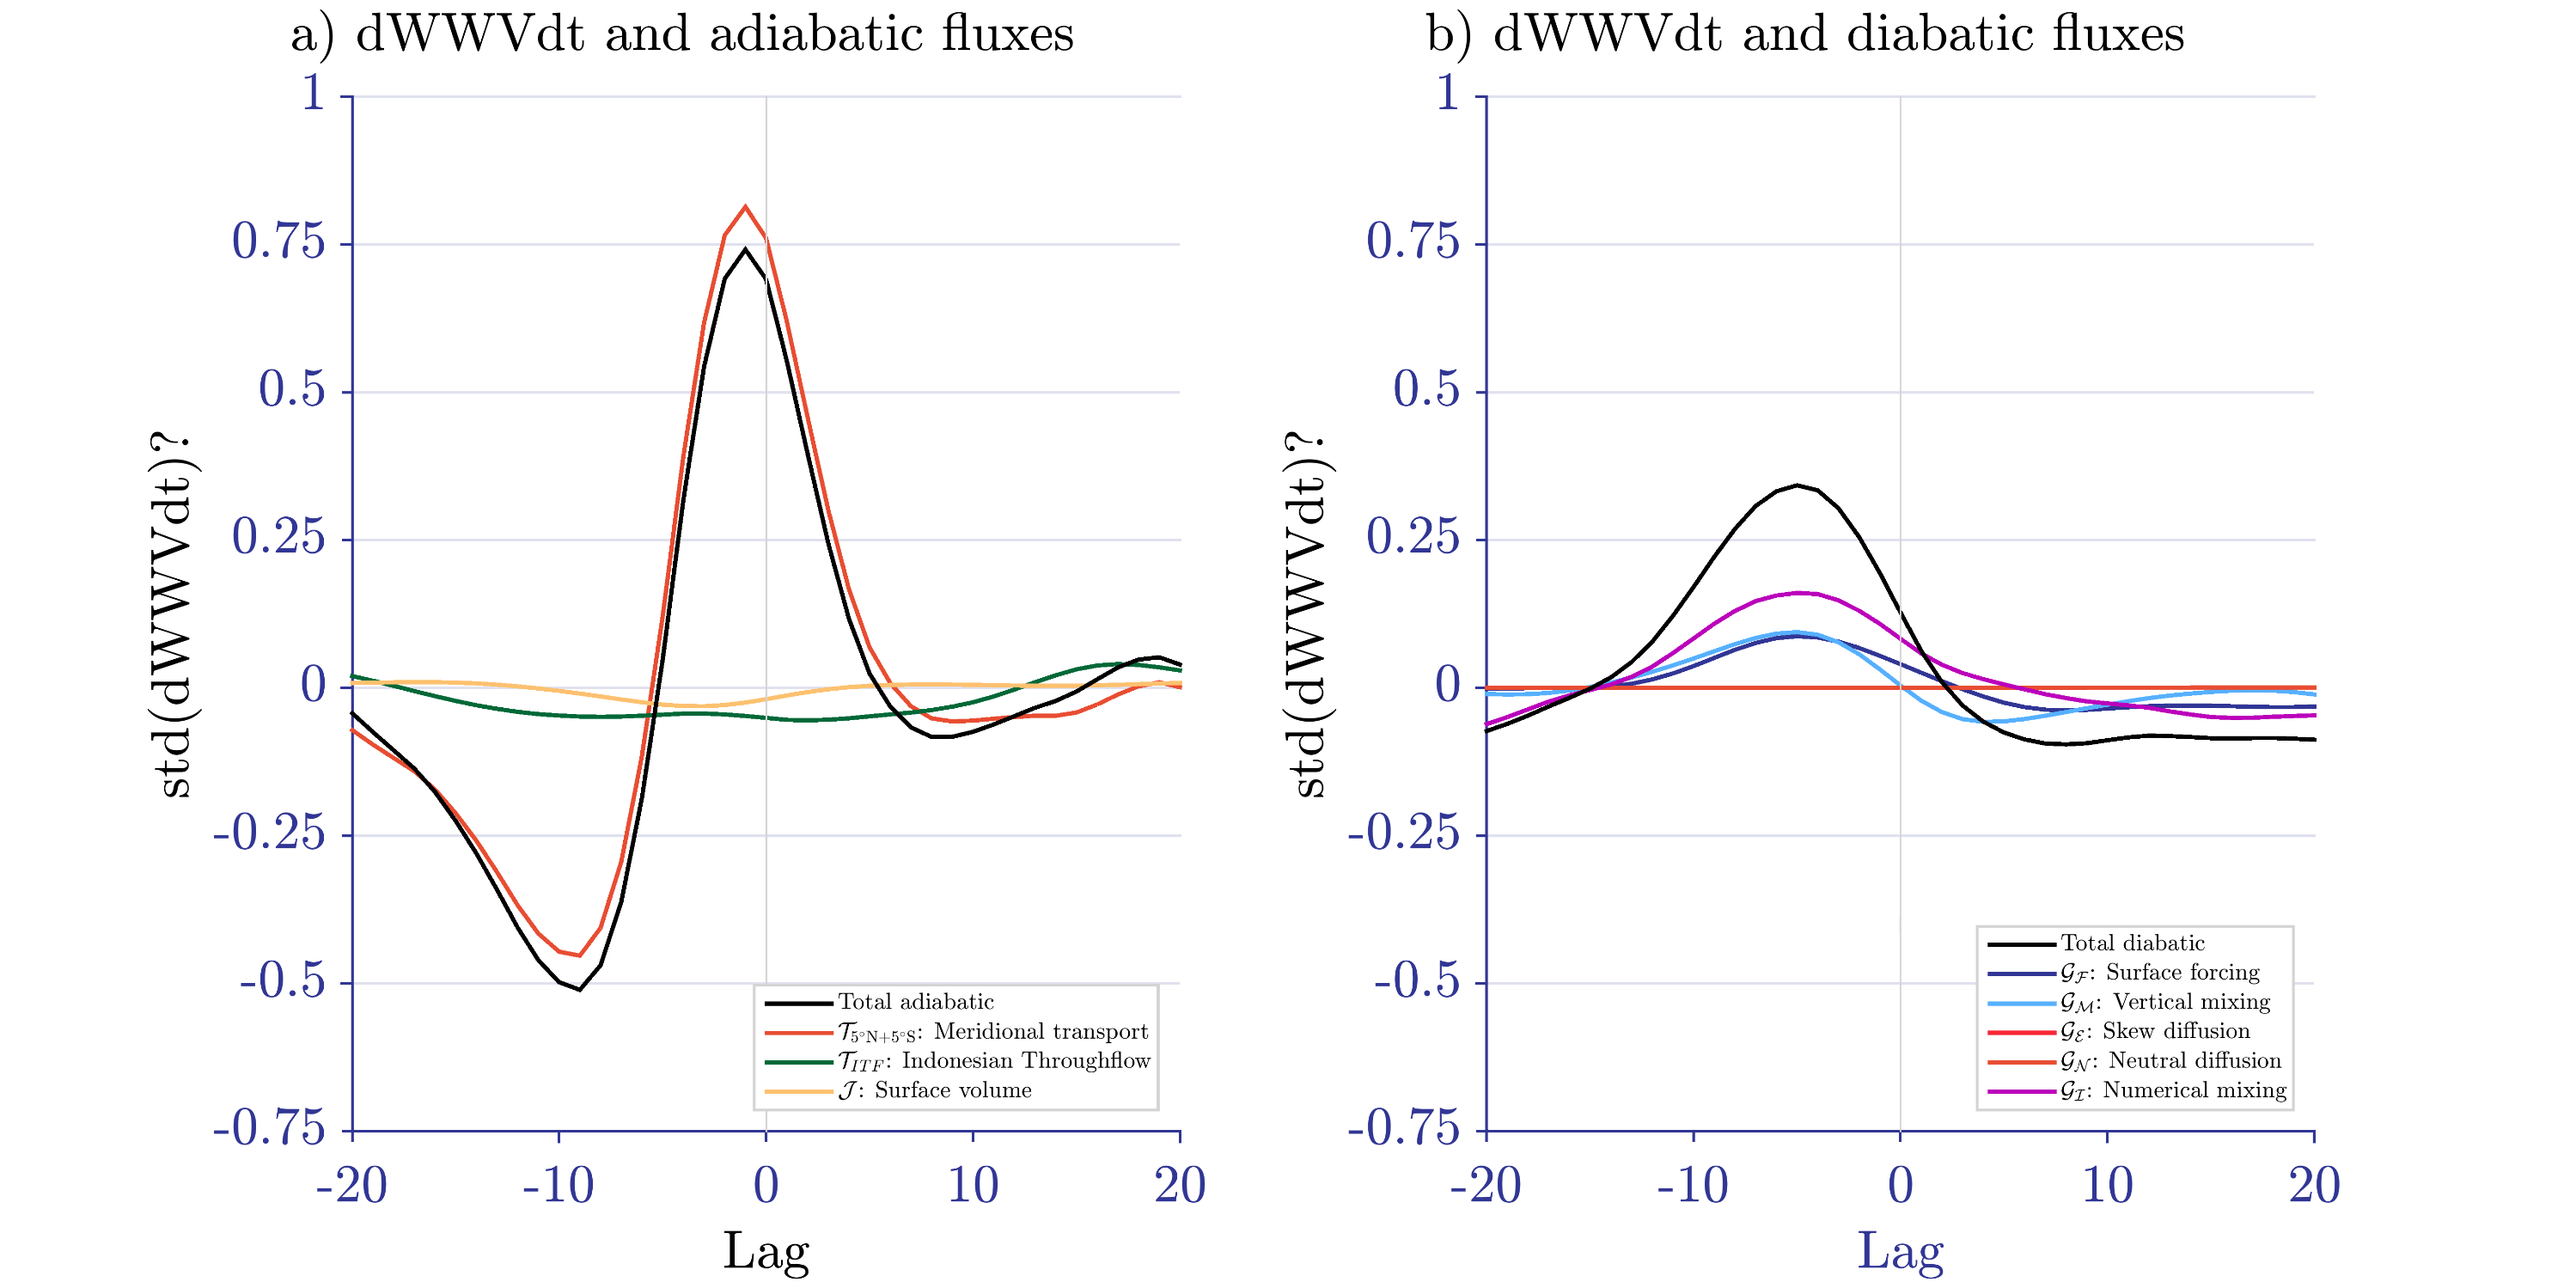 a) dWWVdt and adiabatic fluxes
std(dWWVdt)?
1
0.75
0.5
0.25
0
-0.25
-0.5
-0.75
-20
-10
0
10
20
Lag
Total adiabatic
𝒯5°N+5°S: Meridional transport
𝒯ITF: Indonesian Throughflow
𝒥: Surface volume
b) dWWVdt and diabatic fluxes
std(dWWVdt)?
1
0.75
0.5
0.25
0
-0.25
-0.5
-0.75
-20
-10
0
10
20
Lag
Total diabatic
𝒢ℱ: Surface forcing
𝒢ℳ: Vertical mixing
𝒢ℰ: Skew diffusion
𝒢𝒩: Neutral diffusion
𝒢ℐ: Numerical mixing